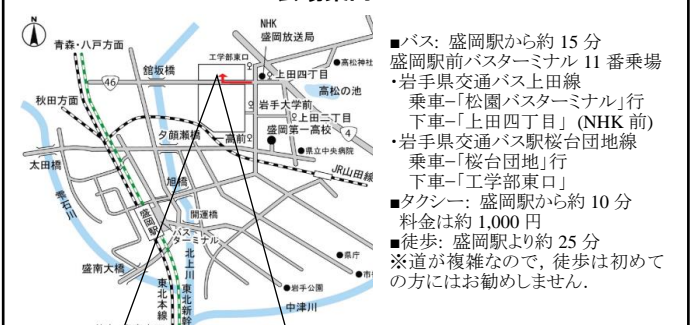 NHK
盛岡放送局
青森・八戸方面
工学部東口
高松神社
舘坂橋
上田四丁目
46
高松の池
秋田方面
岩手大学前
上田二丁目
夕顔瀬橋
一高前
盛岡第一高校
4
県立中央病院
太田橋
JR山田線
旭橋
雫石川
盛岡駅
開運橋
バス
ターミナル
北上川
県庁
盛南大橋
岩手公園
東北本線
東北新幹
中津川
■バス: 盛岡駅から約 15 分
盛岡駅前バスターミナル 11 番乗場
・岩手県交通バス上田線
乗車−「松園バスターミナル」行
下車−「上田四丁目」 (NHK 前)
・岩手県交通バス駅桜台団地線
乗車−「桜台団地」行
下車−「工学部東口」
■タクシー: 盛岡駅から約 10 分
料金は約 1,000 円
■徒歩: 盛岡駅より約 25 分
※道が複雑なので, 徒歩は初めて
の方にはお勧めしません.